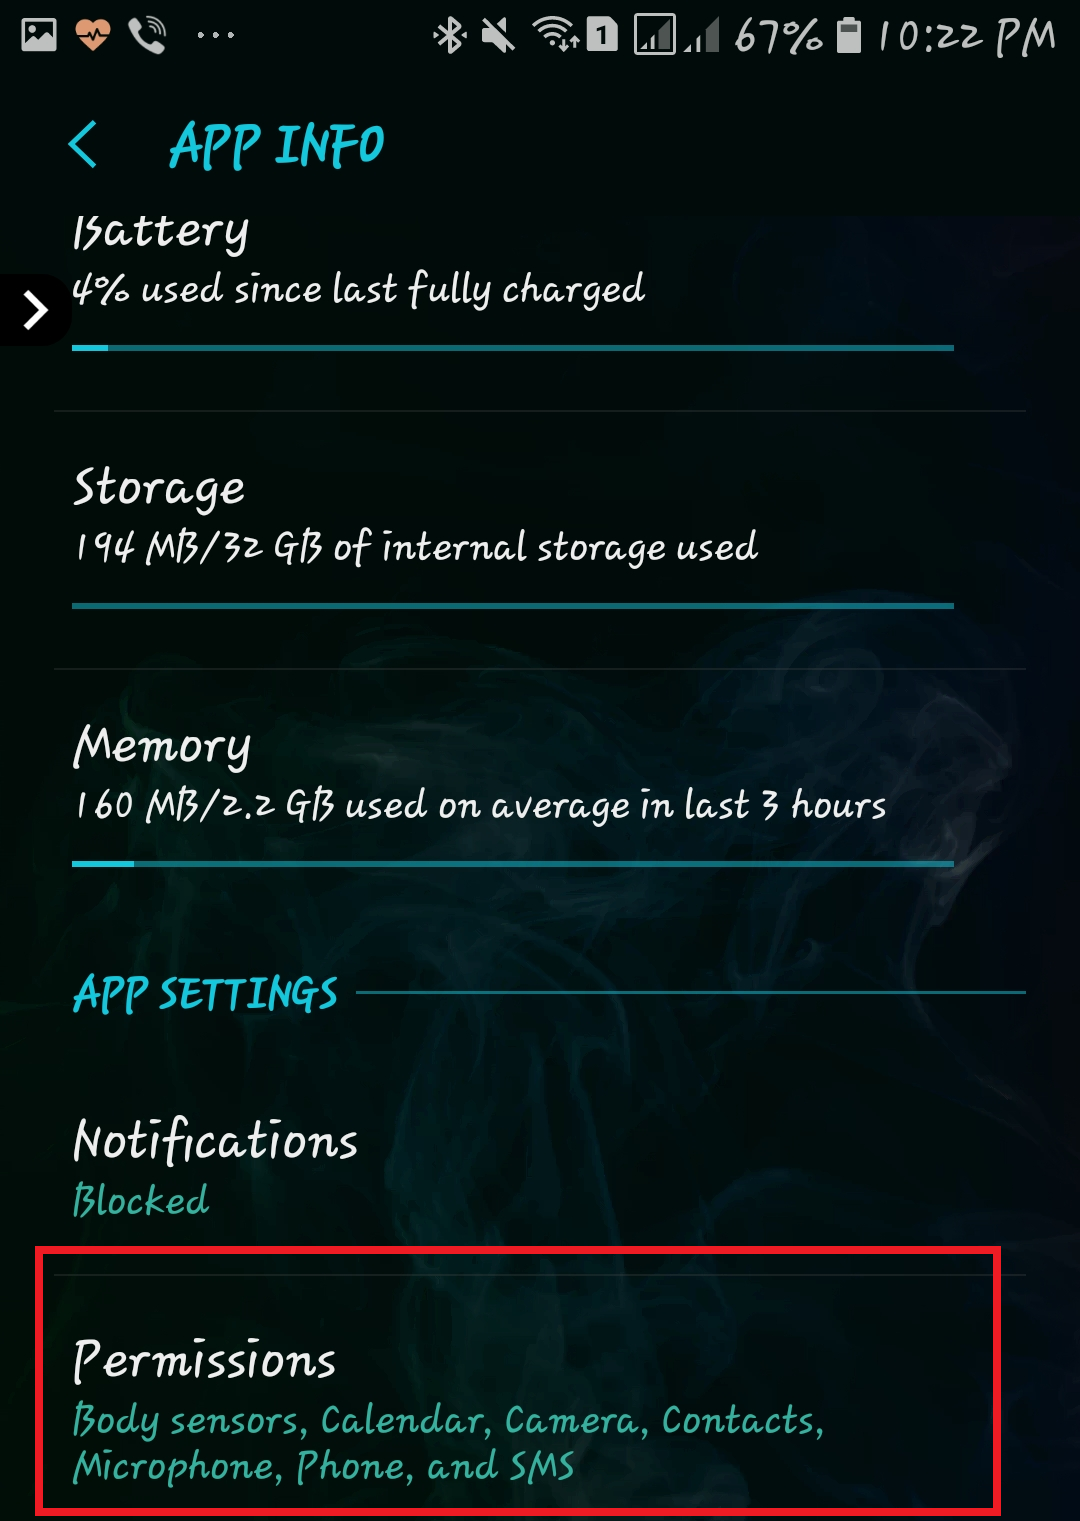 1 67% 10:22 PM
APP INFO
Battery
4% used since last fully charged
Storage
194 MB/32 GB of internal storage used
Memory
160 MB/2.2 GB used on average in last 3 hours
APP SETTINGS
Notifications
Blocked
Permissions
Body sensors, Calendar, Camera, Contacts,
Microphone, Phone, and SMS